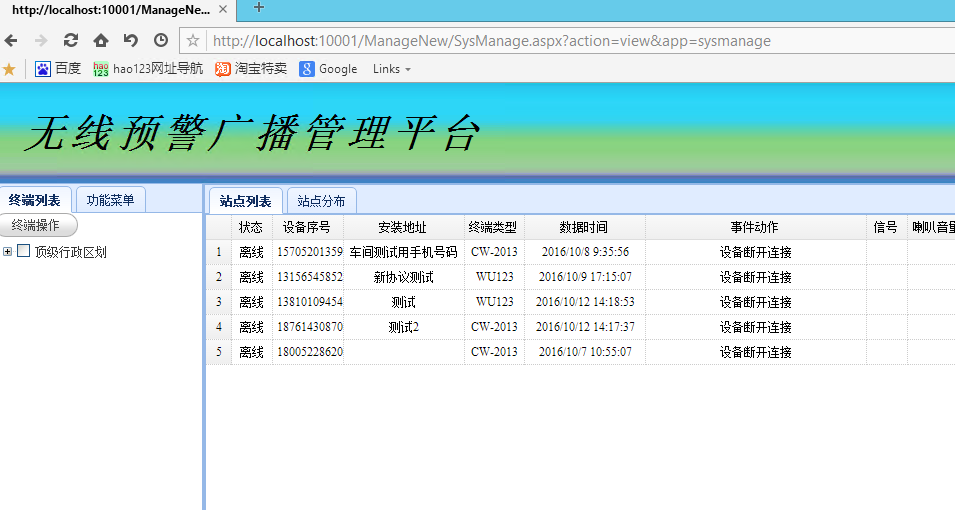 http://localhost:10001/ManageNe...
http://localhost:10001/ManageNew/SysManage.aspx?action=view&app=sysmanage
百度 hao123网址导航 淘宝特卖 Google Links
无线预警广播管理平台
终端列表 功能菜单 站点列表 站点分布
终端操作
顶级行政区划
状态 设备序号 安装地址 终端类型 数据时间 事件动作 信号 喇叭音量
1 离线 15705201359 车间测试用手机号码 CW-2013 2016/10/8 9:35:56 设备断开连接
2 离线 13156545852 新协议测试 WU123 2016/10/9 17:15:07 设备断开连接
3 离线 13810109454 测试 WU123 2016/10/12 14:18:53 设备断开连接
4 离线 18761430870 测试2 CW-2013 2016/10/12 14:17:37 设备断开连接
5 离线 18005228620 CW-2013 2016/10/7 10:55:07 设备断开连接